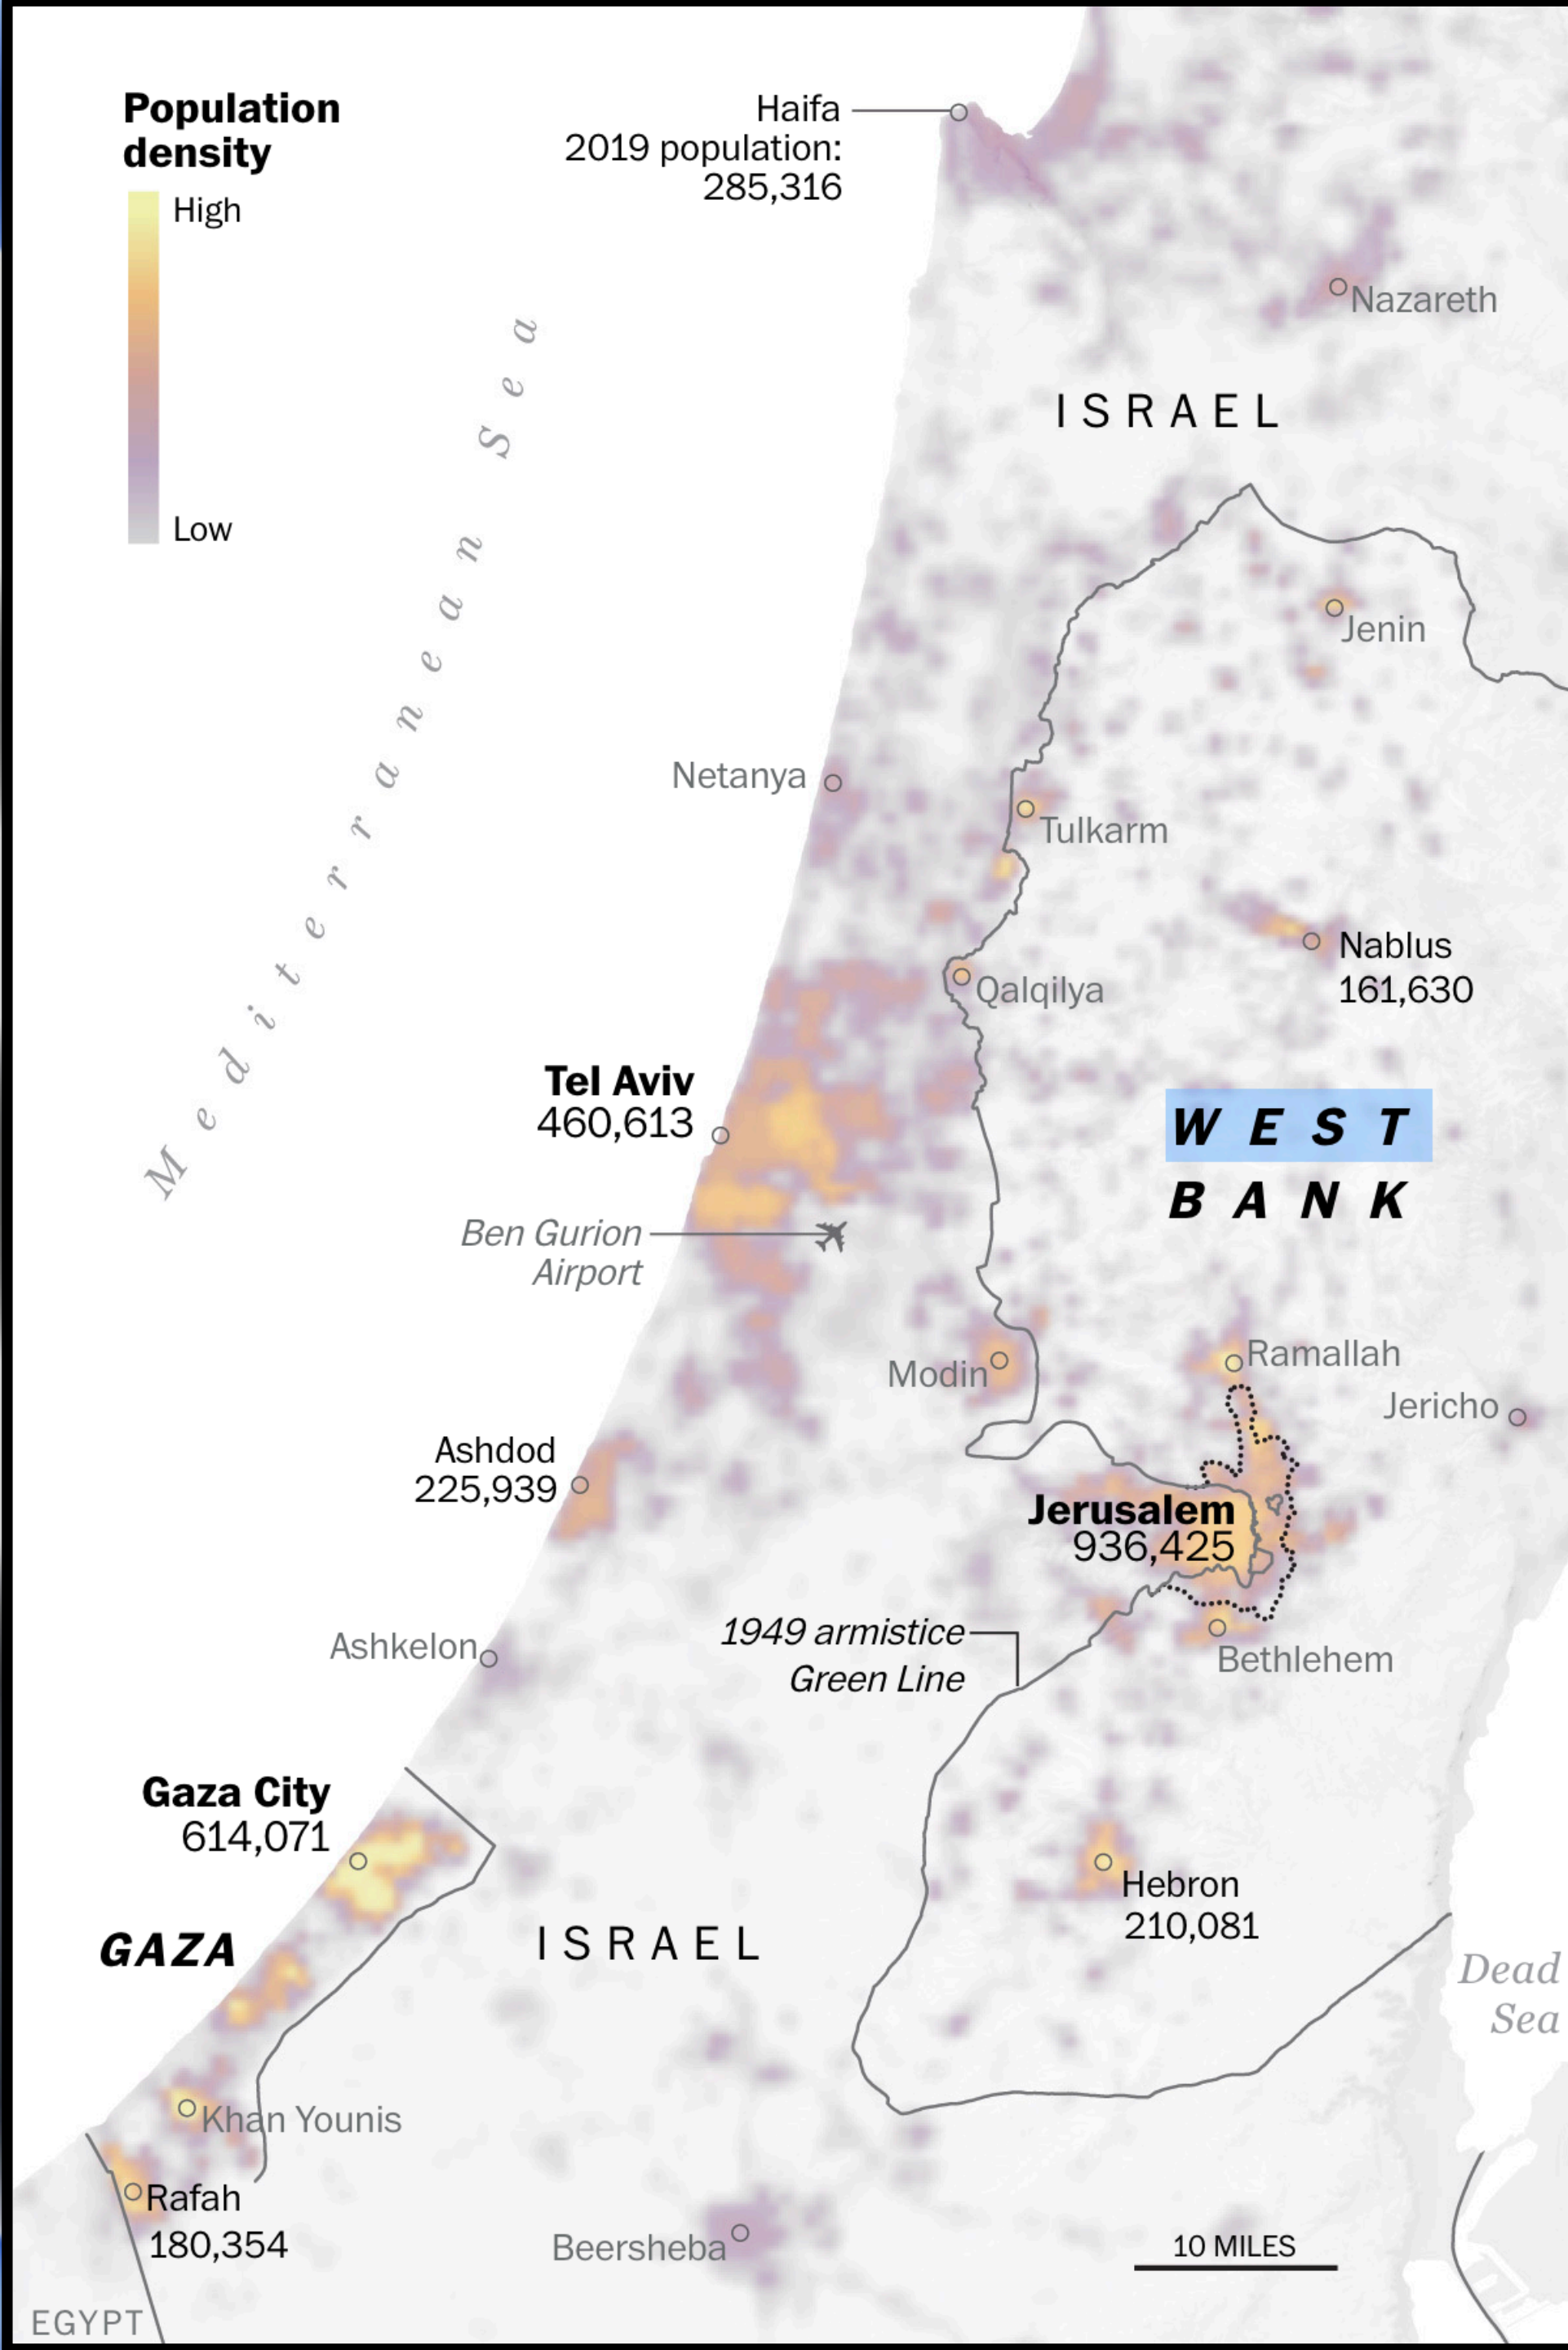 Population
density
High
Low
Haifa
2019 population:
285,316
Nazareth
ISRAEL
Mediterranean Sea
Jenin
Netanya
Tulkarm
Nablus
161,630
Qalqilya
Tel Aviv
460,613
WEST
BANK
Ben Gurion
Airport
Ramallah
Modin
Jericho
Ashdod
225,939
Jerusalem
936,425
1949 armistice
Green Line
Ashkelon
Bethlehem
Gaza City
614,071
Hebron
210,081
GAZA
ISRAEL
Dead
Sea
Khan Younis
Rafah
180,354
Beersheba
10 MILES
EGYPT